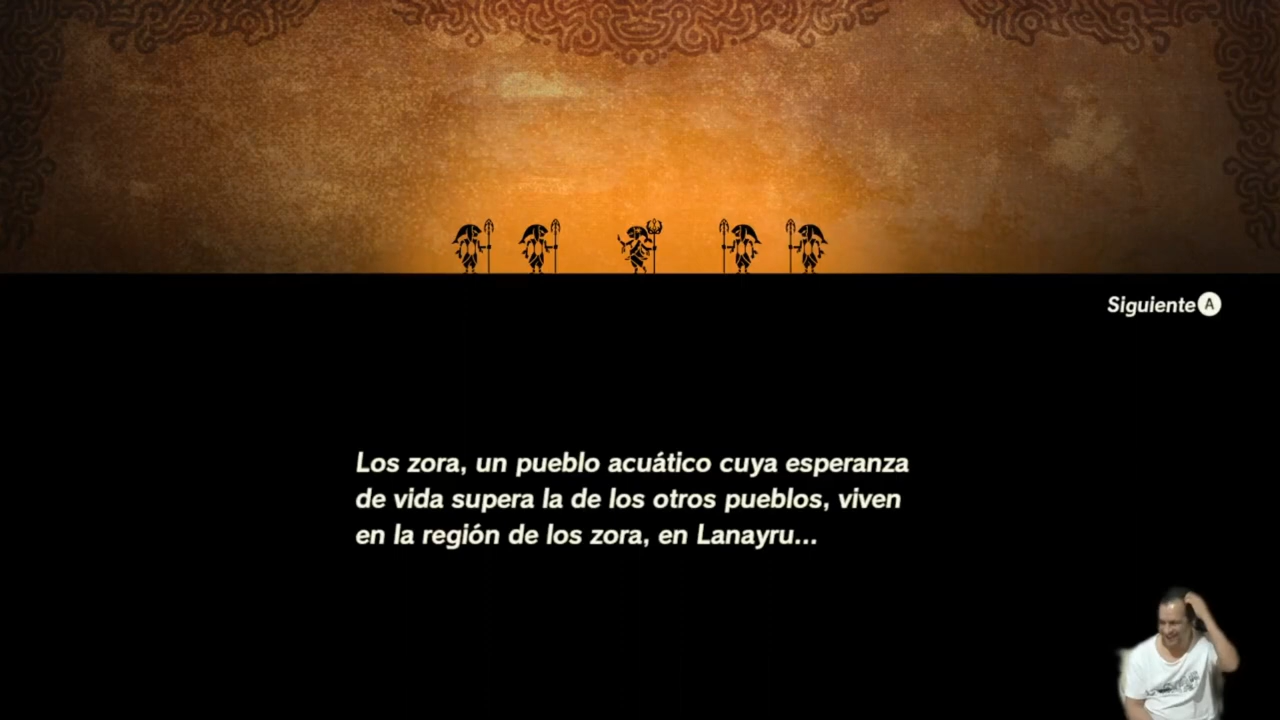 Siguiente A
Los zora, un pueblo acuático cuya esperanza
de vida supera la de los otros pueblos, viven
en la región de los zora, en Lanayru...